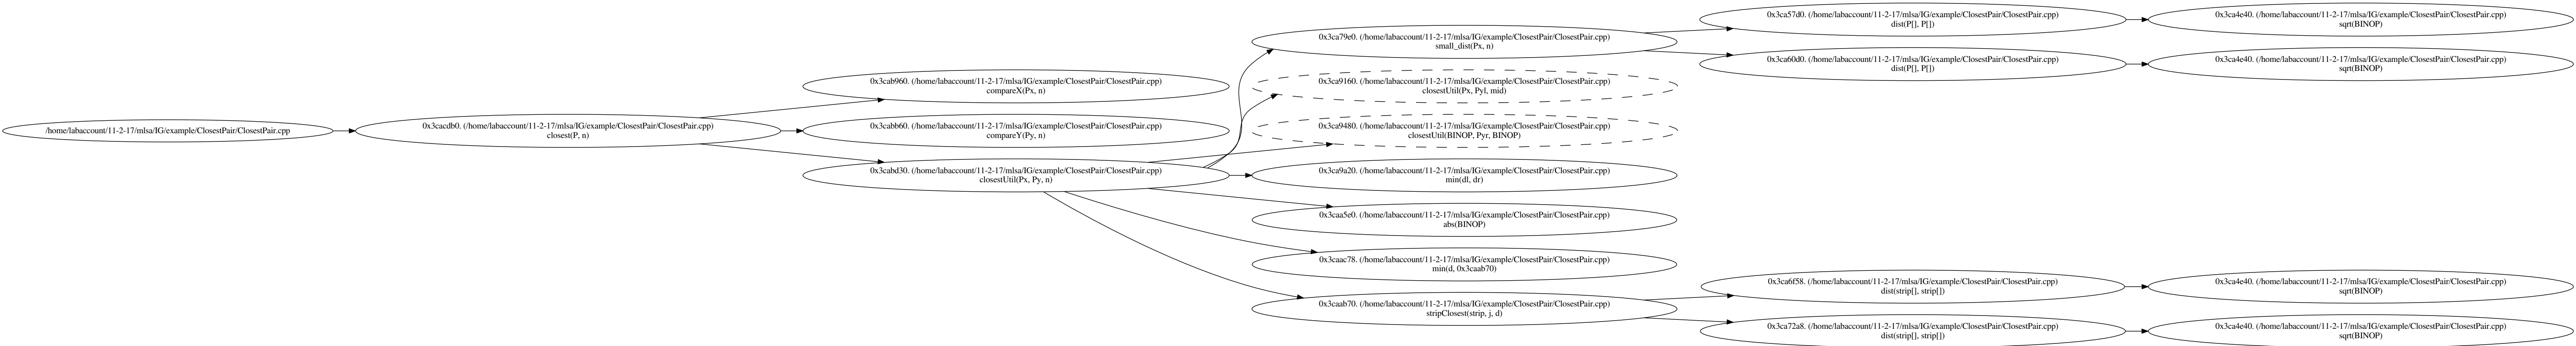 /home/labaccount/11-2-17/mlsa/IG/example/ClosestPair/ClosestPair.cpp
0x3cacdb0. (/home/labaccount/11-2-17/mlsa/IG/example/ClosestPair/ClosestPair.cpp)
closest(P, n)
0x3cab960. (/home/labaccount/11-2-17/mlsa/IG/example/ClosestPair/ClosestPair.cpp)
compareX(Px, n)
0x3cabb60. (/home/labaccount/11-2-17/mlsa/IG/example/ClosestPair/ClosestPair.cpp)
compareY(Py, n)
0x3cabd30. (/home/labaccount/11-2-17/mlsa/IG/example/ClosestPair/ClosestPair.cpp)
closestUtil(Px, Py, n)
0x3ca79e0. (/home/labaccount/11-2-17/mlsa/IG/example/ClosestPair/ClosestPair.cpp)
small_dist(Px, n)
0x3ca9160. (/home/labaccount/11-2-17/mlsa/IG/example/ClosestPair/ClosestPair.cpp)
closestUtil(Px, Pyl, mid)
0x3ca9480. (/home/labaccount/11-2-17/mlsa/IG/example/ClosestPair/ClosestPair.cpp)
closestUtil(BINOP, Pyr, BINOP)
0x3ca9a20. (/home/labaccount/11-2-17/mlsa/IG/example/ClosestPair/ClosestPair.cpp)
min(dl, dr)
0x3caa5e0. (/home/labaccount/11-2-17/mlsa/IG/example/ClosestPair/ClosestPair.cpp)
abs(BINOP)
0x3caac78. (/home/labaccount/11-2-17/mlsa/IG/example/ClosestPair/ClosestPair.cpp)
min(d, 0x3caab70)
0x3caab70. (/home/labaccount/11-2-17/mlsa/IG/example/ClosestPair/ClosestPair.cpp)
stripClosest(strip, j, d)
0x3ca57d0. (/home/labaccount/11-2-17/mlsa/IG/example/ClosestPair/ClosestPair.cpp)
dist(P[], P[])
0x3ca60d0. (/home/labaccount/11-2-17/mlsa/IG/example/ClosestPair/ClosestPair.cpp)
dist(P[], P[])
0x3ca6f58. (/home/labaccount/11-2-17/mlsa/IG/example/ClosestPair/ClosestPair.cpp)
dist(strip[], strip[])
0x3ca72a8. (/home/labaccount/11-2-17/mlsa/IG/example/ClosestPair/ClosestPair.cpp)
dist(strip[], strip[])
0x3ca4e40. (/home/labaccount/11-2-17/mlsa/IG/example/ClosestPair/ClosestPair.cpp)
sqrt(BINOP)
0x3ca4e40. (/home/labaccount/11-2-17/mlsa/IG/example/ClosestPair/ClosestPair.cpp)
sqrt(BINOP)
0x3ca4e40. (/home/labaccount/11-2-17/mlsa/IG/example/ClosestPair/ClosestPair.cpp)
sqrt(BINOP)
0x3ca4e40. (/home/labaccount/11-2-17/mlsa/IG/example/ClosestPair/ClosestPair.cpp)
sqrt(BINOP)